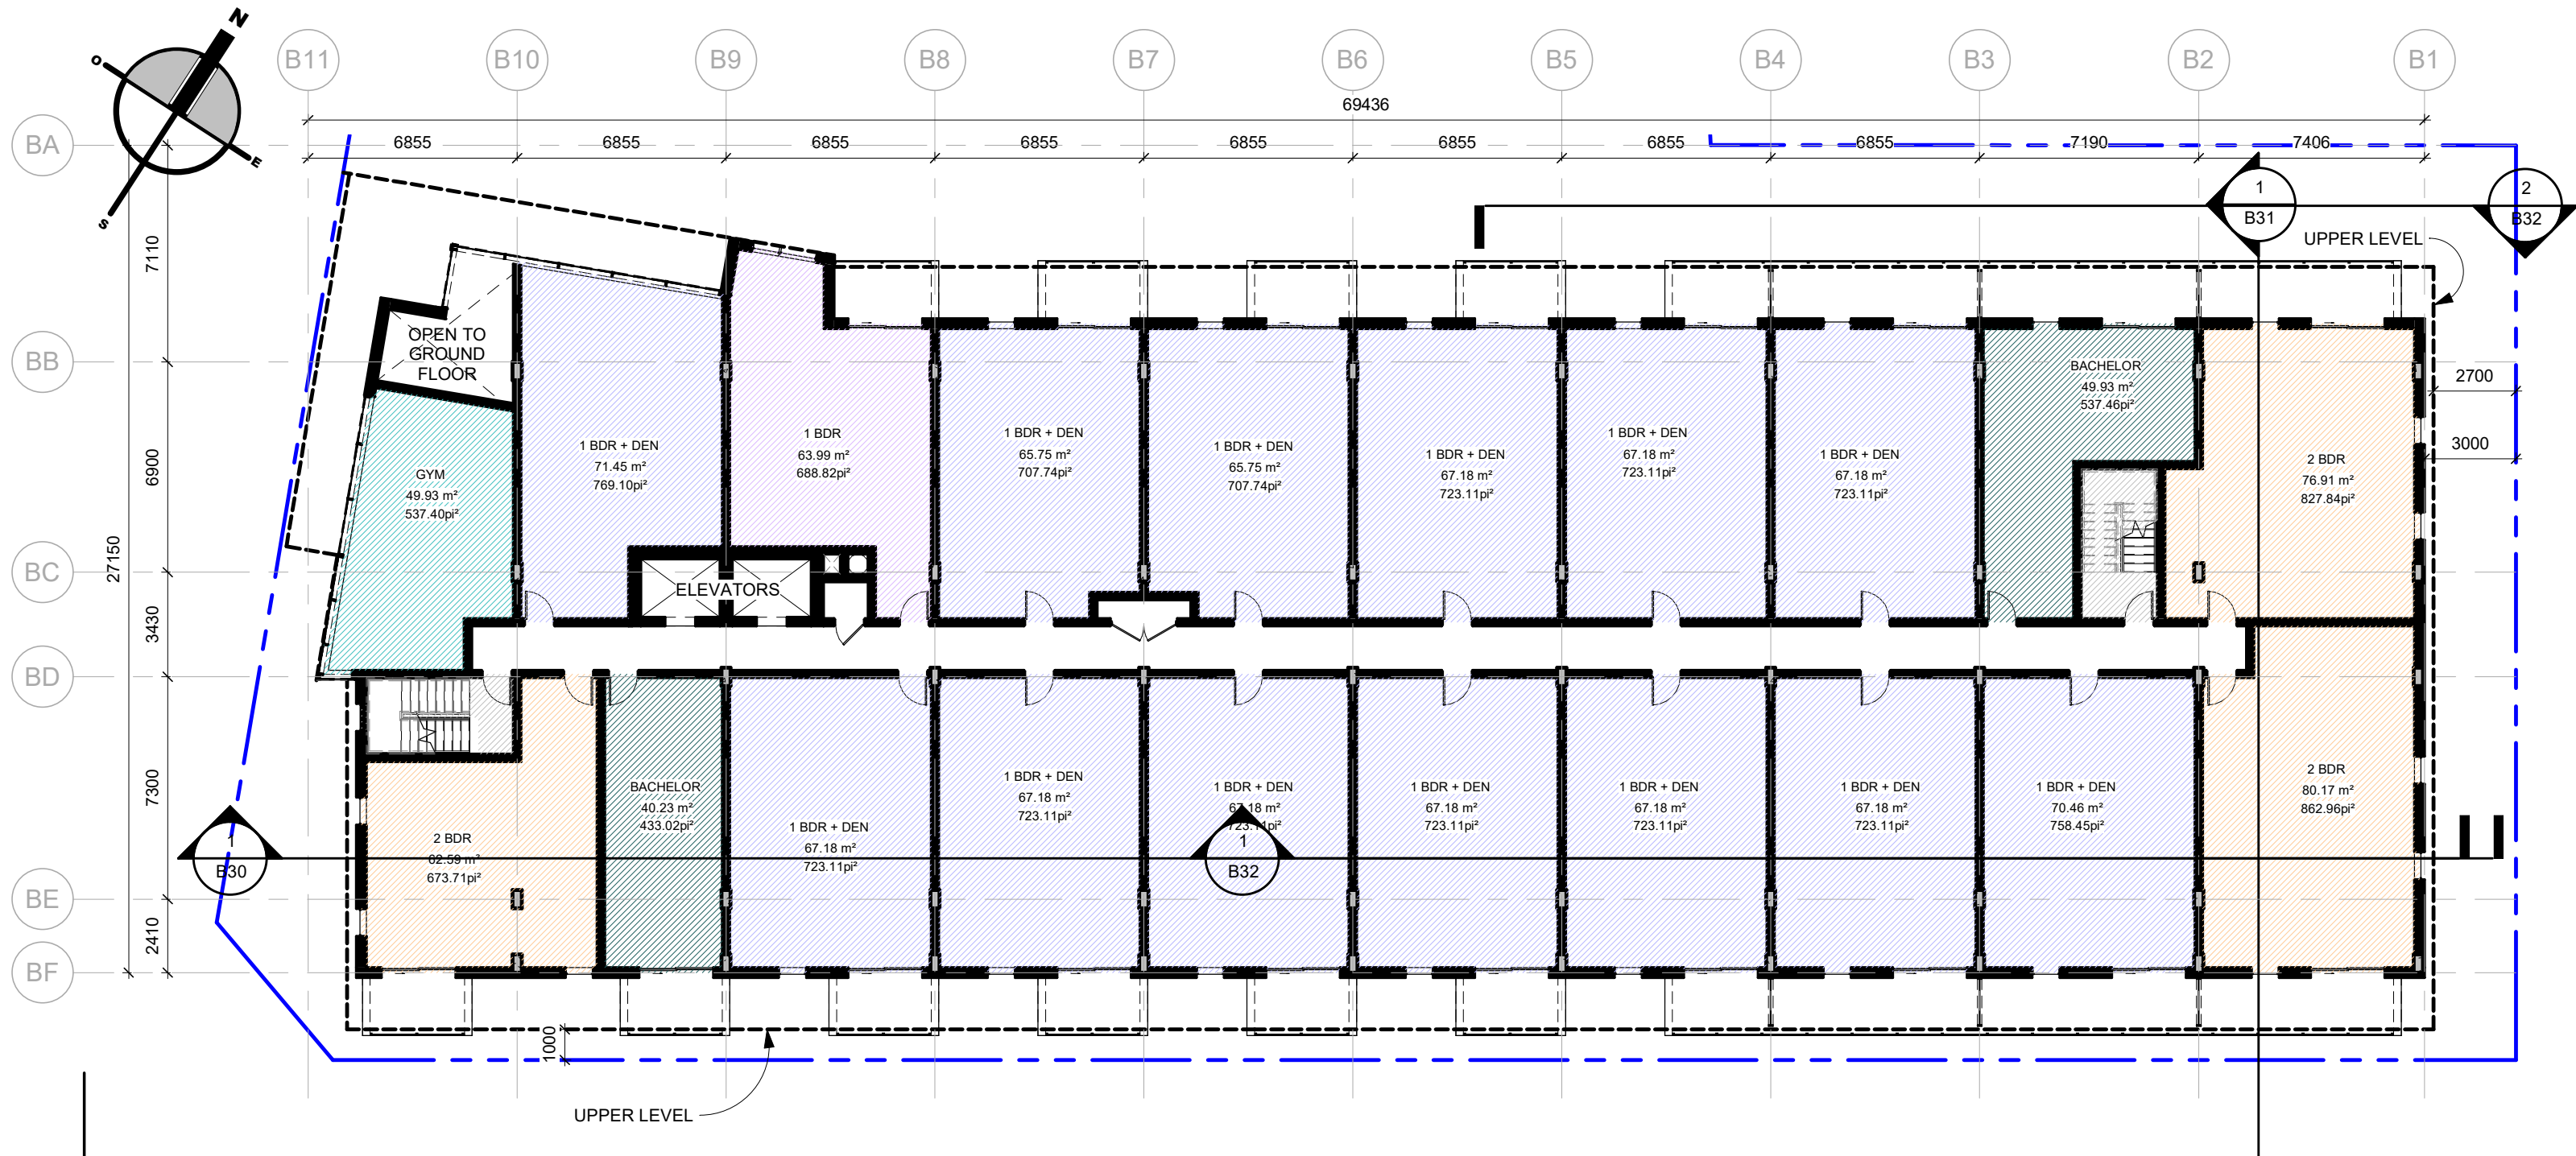 N
O
E
S
B11
B10
B9
B8
B7
B6
B5
B4
B3
B2
B1
69436
6855
6855
6855
6855
6855
6855
6855
6855
7190
7406
BA
BB
BC
BD
BE
BF
7110
6900
3430
7300
2410
27150
1
B31
2
B32
UPPER LEVEL
2700
3000
OPEN TO
GROUND
FLOOR
GYM
49.93 m²
537.40pi²
1 BDR + DEN
71.45 m²
769.10pi²
1 BDR
63.99 m²
688.82pi²
1 BDR + DEN
65.75 m²
707.74pi²
1 BDR + DEN
65.75 m²
707.74pi²
1 BDR + DEN
67.18 m²
723.11pi²
1 BDR + DEN
67.18 m²
723.11pi²
1 BDR + DEN
67.18 m²
723.11pi²
BACHELOR
49.93 m²
537.46pi²
2 BDR
76.91 m²
827.84pi²
ELEVATORS
2 BDR
62.59 m²
673.71pi²
BACHELOR
40.23 m²
433.02pi²
1 BDR + DEN
67.18 m²
723.11pi²
1 BDR + DEN
67.18 m²
723.11pi²
1 BDR + DEN
67.18 m²
723.11pi²
1 BDR + DEN
67.18 m²
723.11pi²
1 BDR + DEN
67.18 m²
723.11pi²
1 BDR + DEN
67.18 m²
723.11pi²
1 BDR + DEN
70.46 m²
758.45pi²
2 BDR
80.17 m²
862.96pi²
1
B30
1
B32
1000
UPPER LEVEL